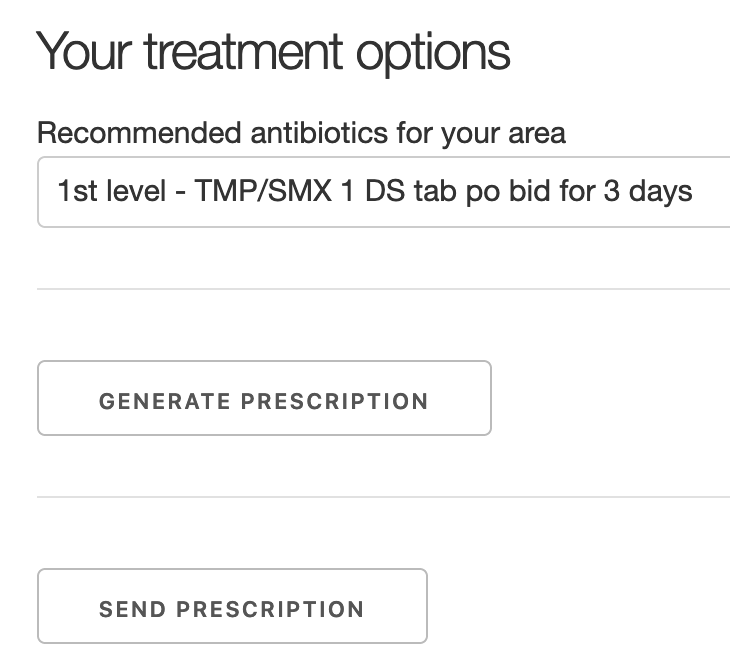 Your treatment options
Recommended antibiotics for your area
1st level - TMP/SMX 1 DS tab po bid for 3 days
GENERATE PRESCRIPTION
SEND PRESCRIPTION